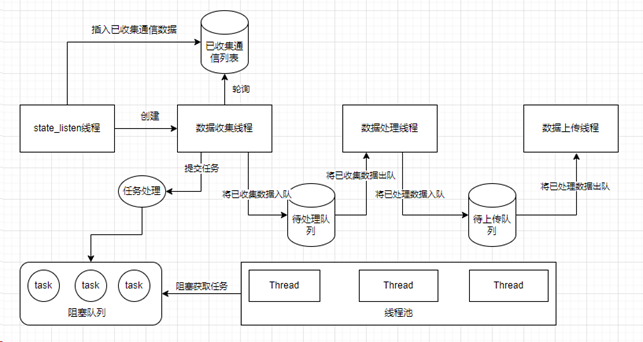 插入已收集通信数据
已收集通
信列表
轮询
state_listen线程
创建
数据收集线程
数据处理线程
数据上传线程
提交任务
任务处理
将已收集数据入队
将已收集数据出队
将已处理数据入队
将已处理数据出队
待处理队
列
待上传队
列
task
task
task
阻塞队列
阻塞获取任务
Thread
Thread
Thread
线程池